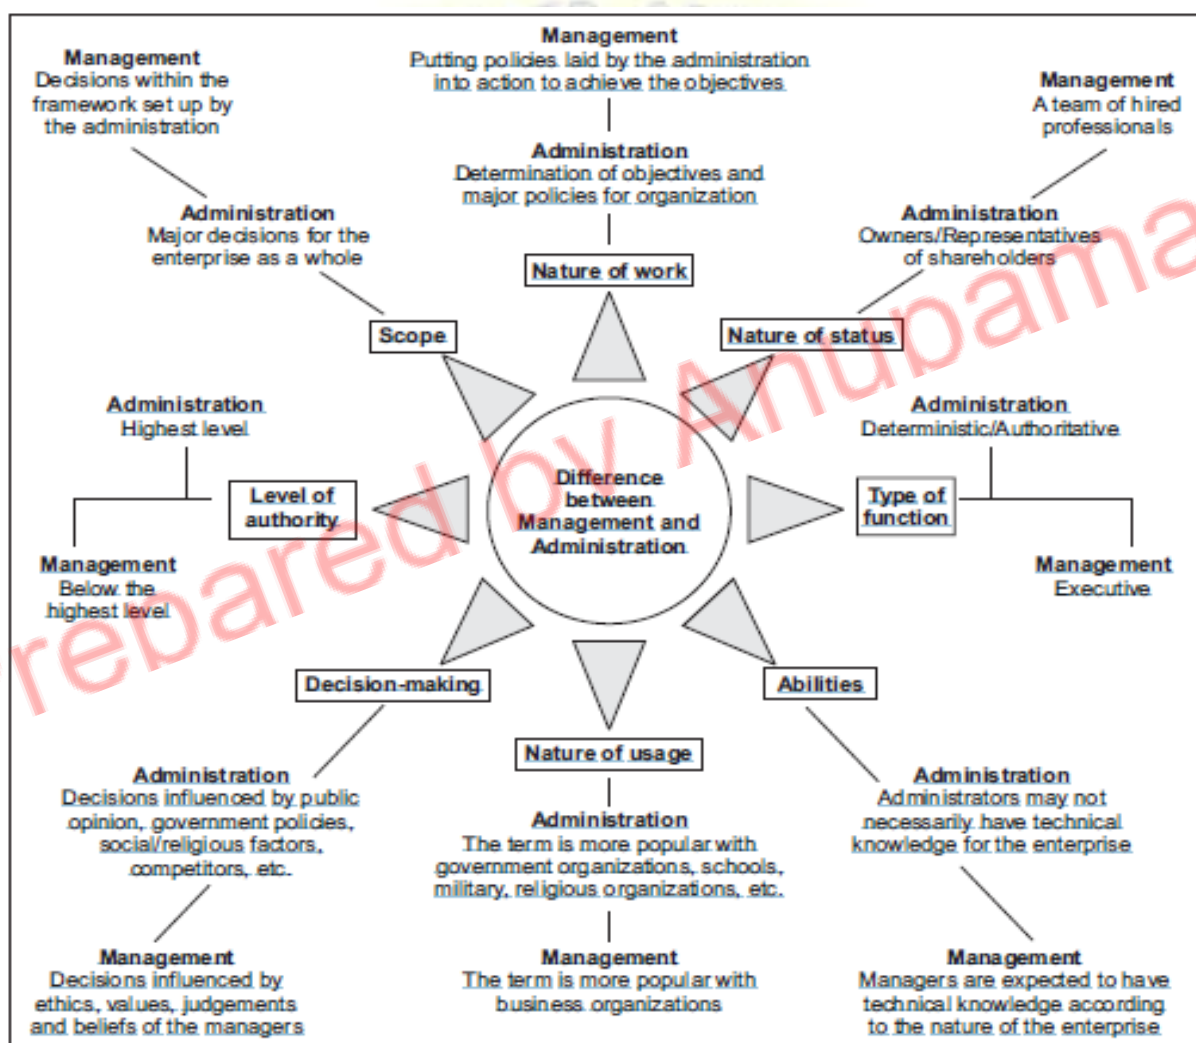 Management
Putting policies laid by the administration
into action to achieve the objectives
Administration
Determination of objectives and
major policies for organization
Nature of work
Management
Decisions within the
framework set up by
the administration
Administration
Major decisions for the
enterprise as a whole
Scope
Management
A team of hired
professionals
Administration
Owners/Representatives
of shareholders
Nature of status
Administration
Highest level
Level of
authority
Management
Below the
highest level
Difference
between
Management and
Administration
Administration
Deterministic/Authoritative
Type of
function
Management
Executive
Decision-making
Administration
Decisions influenced by public
opinion, government policies,
social/religious factors,
competitors, etc.
Management
Decisions influenced by
ethics, values, judgements
and beliefs of the managers
Nature of usage
Administration
The term is more popular with
government organizations, schools,
military, religious organizations, etc.
Management
The term is more popular with
business organizations
Abilities
Administration
Administrators may not
necessarily have technical
knowledge for the enterprise
Management
Managers are expected to have
technical knowledge according
to the nature of the enterprise
repared by Anubama